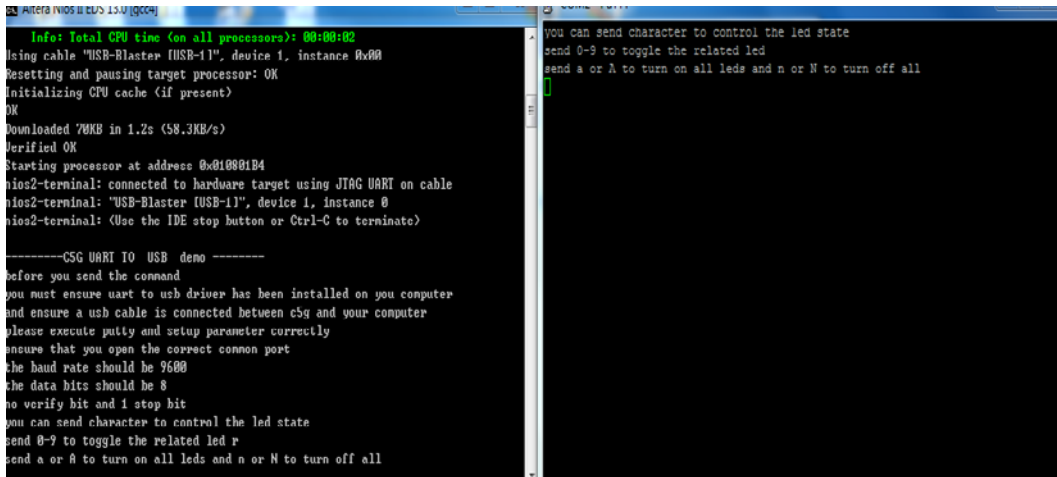 Altera Nios II EDS 13.0 [gcc4]
Info: Total CPU time (on all processors): 00:00:02
Using cable "USB-Blaster [USB-1]", device 1, instance 0x00
Resetting and pausing target processor: OK
Initializing CPU cache (if present)
OK
Downloaded 70KB in 1.2s (58.3KB/s)
Verified OK
Starting processor at address 0x010801B4
nios2-terminal: connected to hardware target using JTAG UART on cable
nios2-terminal: "USB-Blaster [USB-1]", device 1, instance 0
nios2-terminal: (Use the IDE stop button or Ctrl-C to terminate)
---------C5G UART TO USB demo --------
before you send the command
you must ensure uart to usb driver has been installed on you computer
and ensure a usb cable is connected between c5g and your computer
please execute putty and setup parameter correctly
ensure that you open the correct common port
the baud rate should be 9600
the data bits should be 8
no verify bit and 1 stop bit
you can send character to control the led state
send 0-9 to toggle the related led r
send a or A to turn on all leds and n or N to turn off all
you can send character to control the led state
send 0-9 to toggle the related led
send a or A to turn on all leds and n or N to turn off all